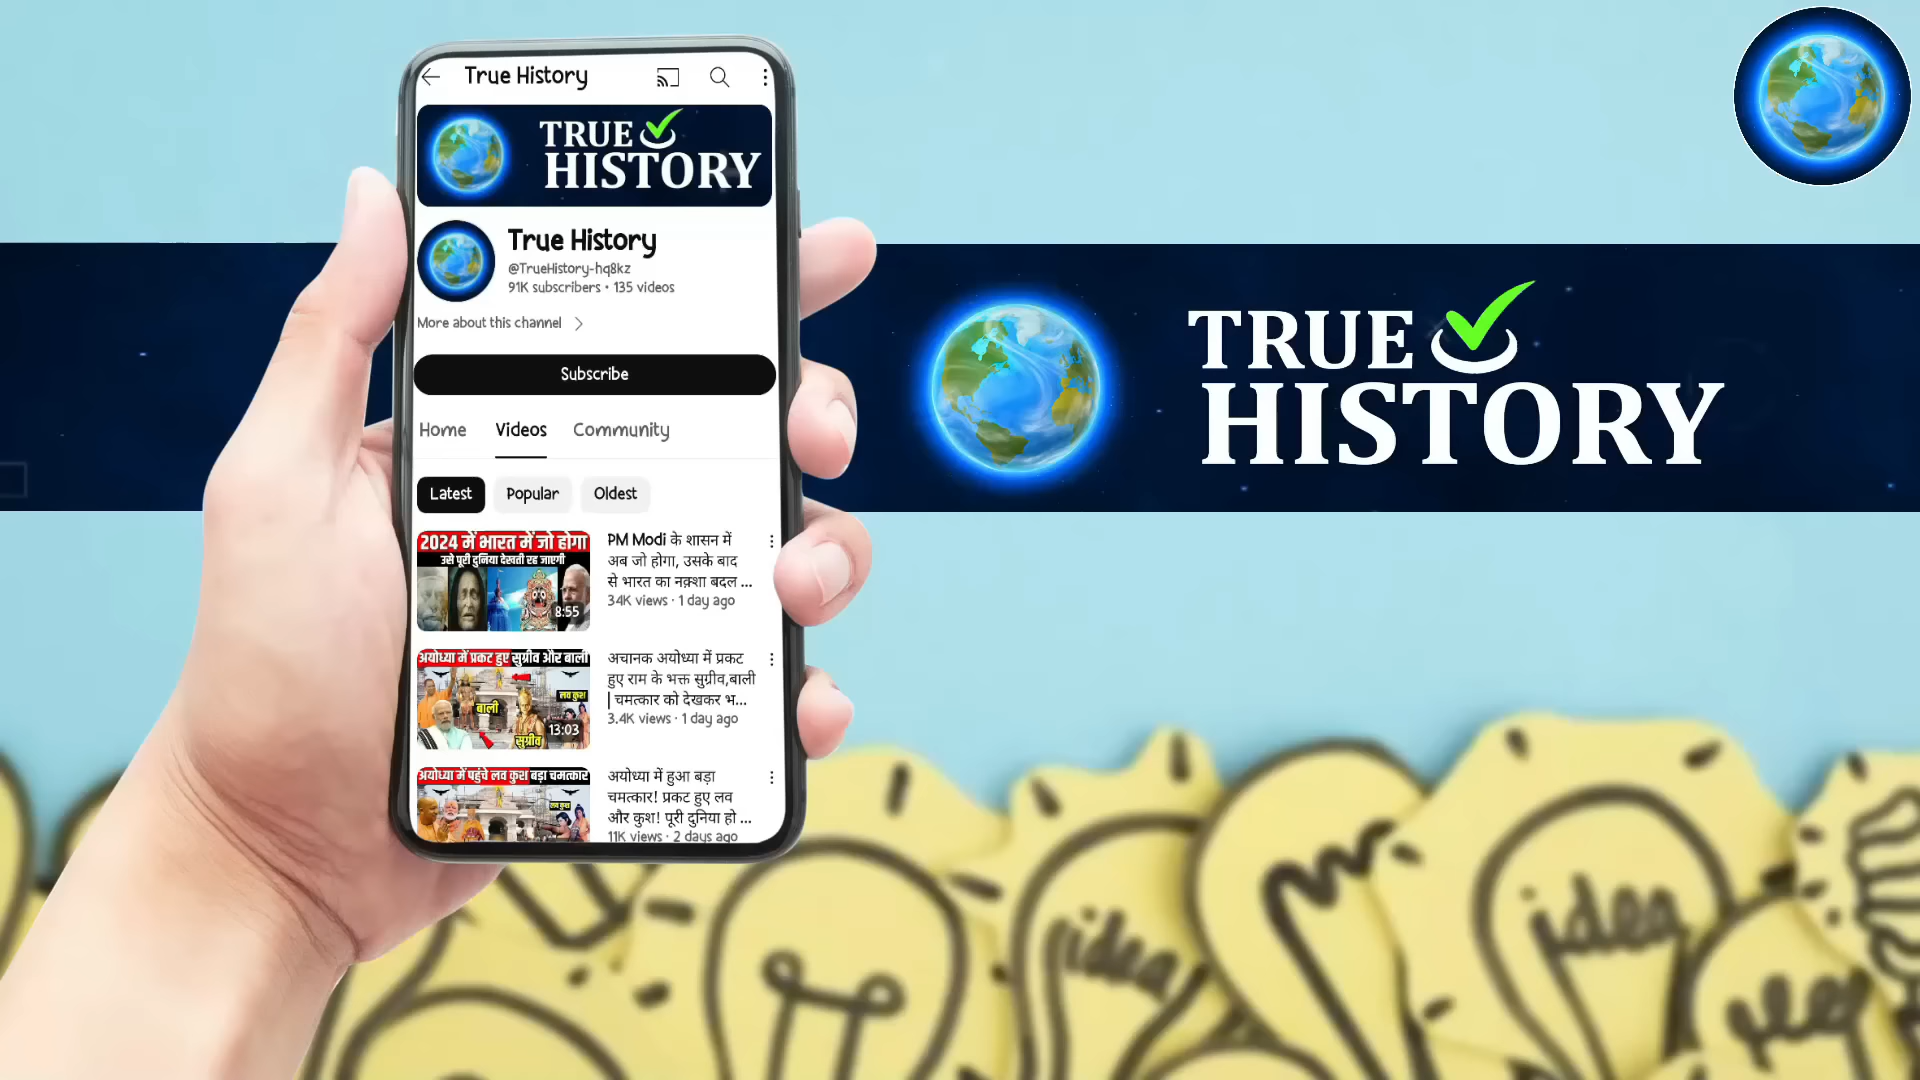 True History
TRUE
HISTORY
True History
@TrueHistory-hq8kz
91K subscribers • 135 videos
More about this channel
Subscribe
Home Videos Community
Latest Popular Oldest
2024 में भारत में जो होगा
उसे पूरी दुनिया देखती रह जाएगी
8:55
PM Modi के शासन में
अब जो होगा, उसके बाद
से भारत का नक़्शा बदल ...
34K views · 1 day ago
अयोध्या में प्रकट हुए सुग्रीव और बाली
लव कुश
बाली
13:03
सुग्रीव
अचानक अयोध्या में प्रकट
हुए राम के भक्त सुग्रीव,बाली
| चमत्कार को देखकर भ...
3.4K views · 1 day ago
अयोध्या में पहुंचे लव कुश बड़ा चमत्कार
लव कुश
अयोध्या में हुआ बड़ा
चमत्कार! प्रकट हुए लव
और कुश! पूरी दुनिया हो ...
11K views · 2 days ago
TRUE
HISTORY
idea
idea